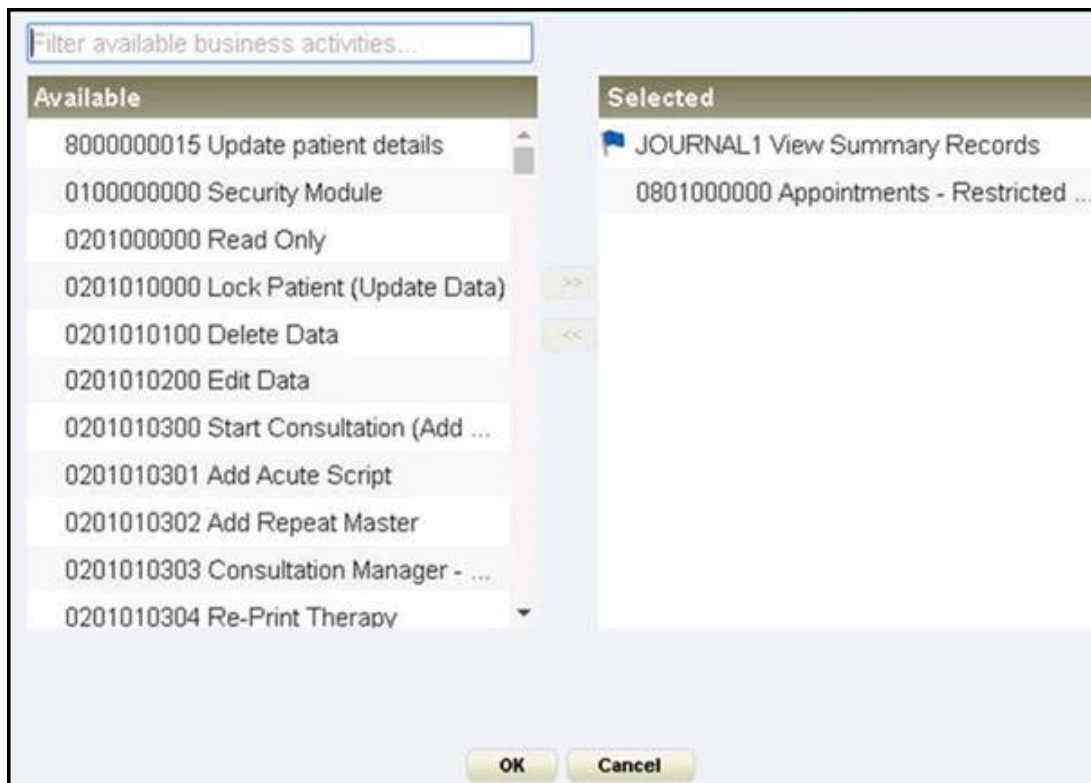 Filter available business activities...
Available
8000000015 Update patient details
0100000000 Security Module
0201000000 Read Only
0201010000 Lock Patient (Update Data)
0201010100 Delete Data
0201010200 Edit Data
0201010300 Start Consultation (Add ...
0201010301 Add Acute Script
0201010302 Add Repeat Master
0201010303 Consultation Manager - ...
0201010304 Re-Print Therapy
>>
<<
Selected
JOURNAL1 View Summary Records
0801000000 Appointments - Restricted ...
OK
Cancel